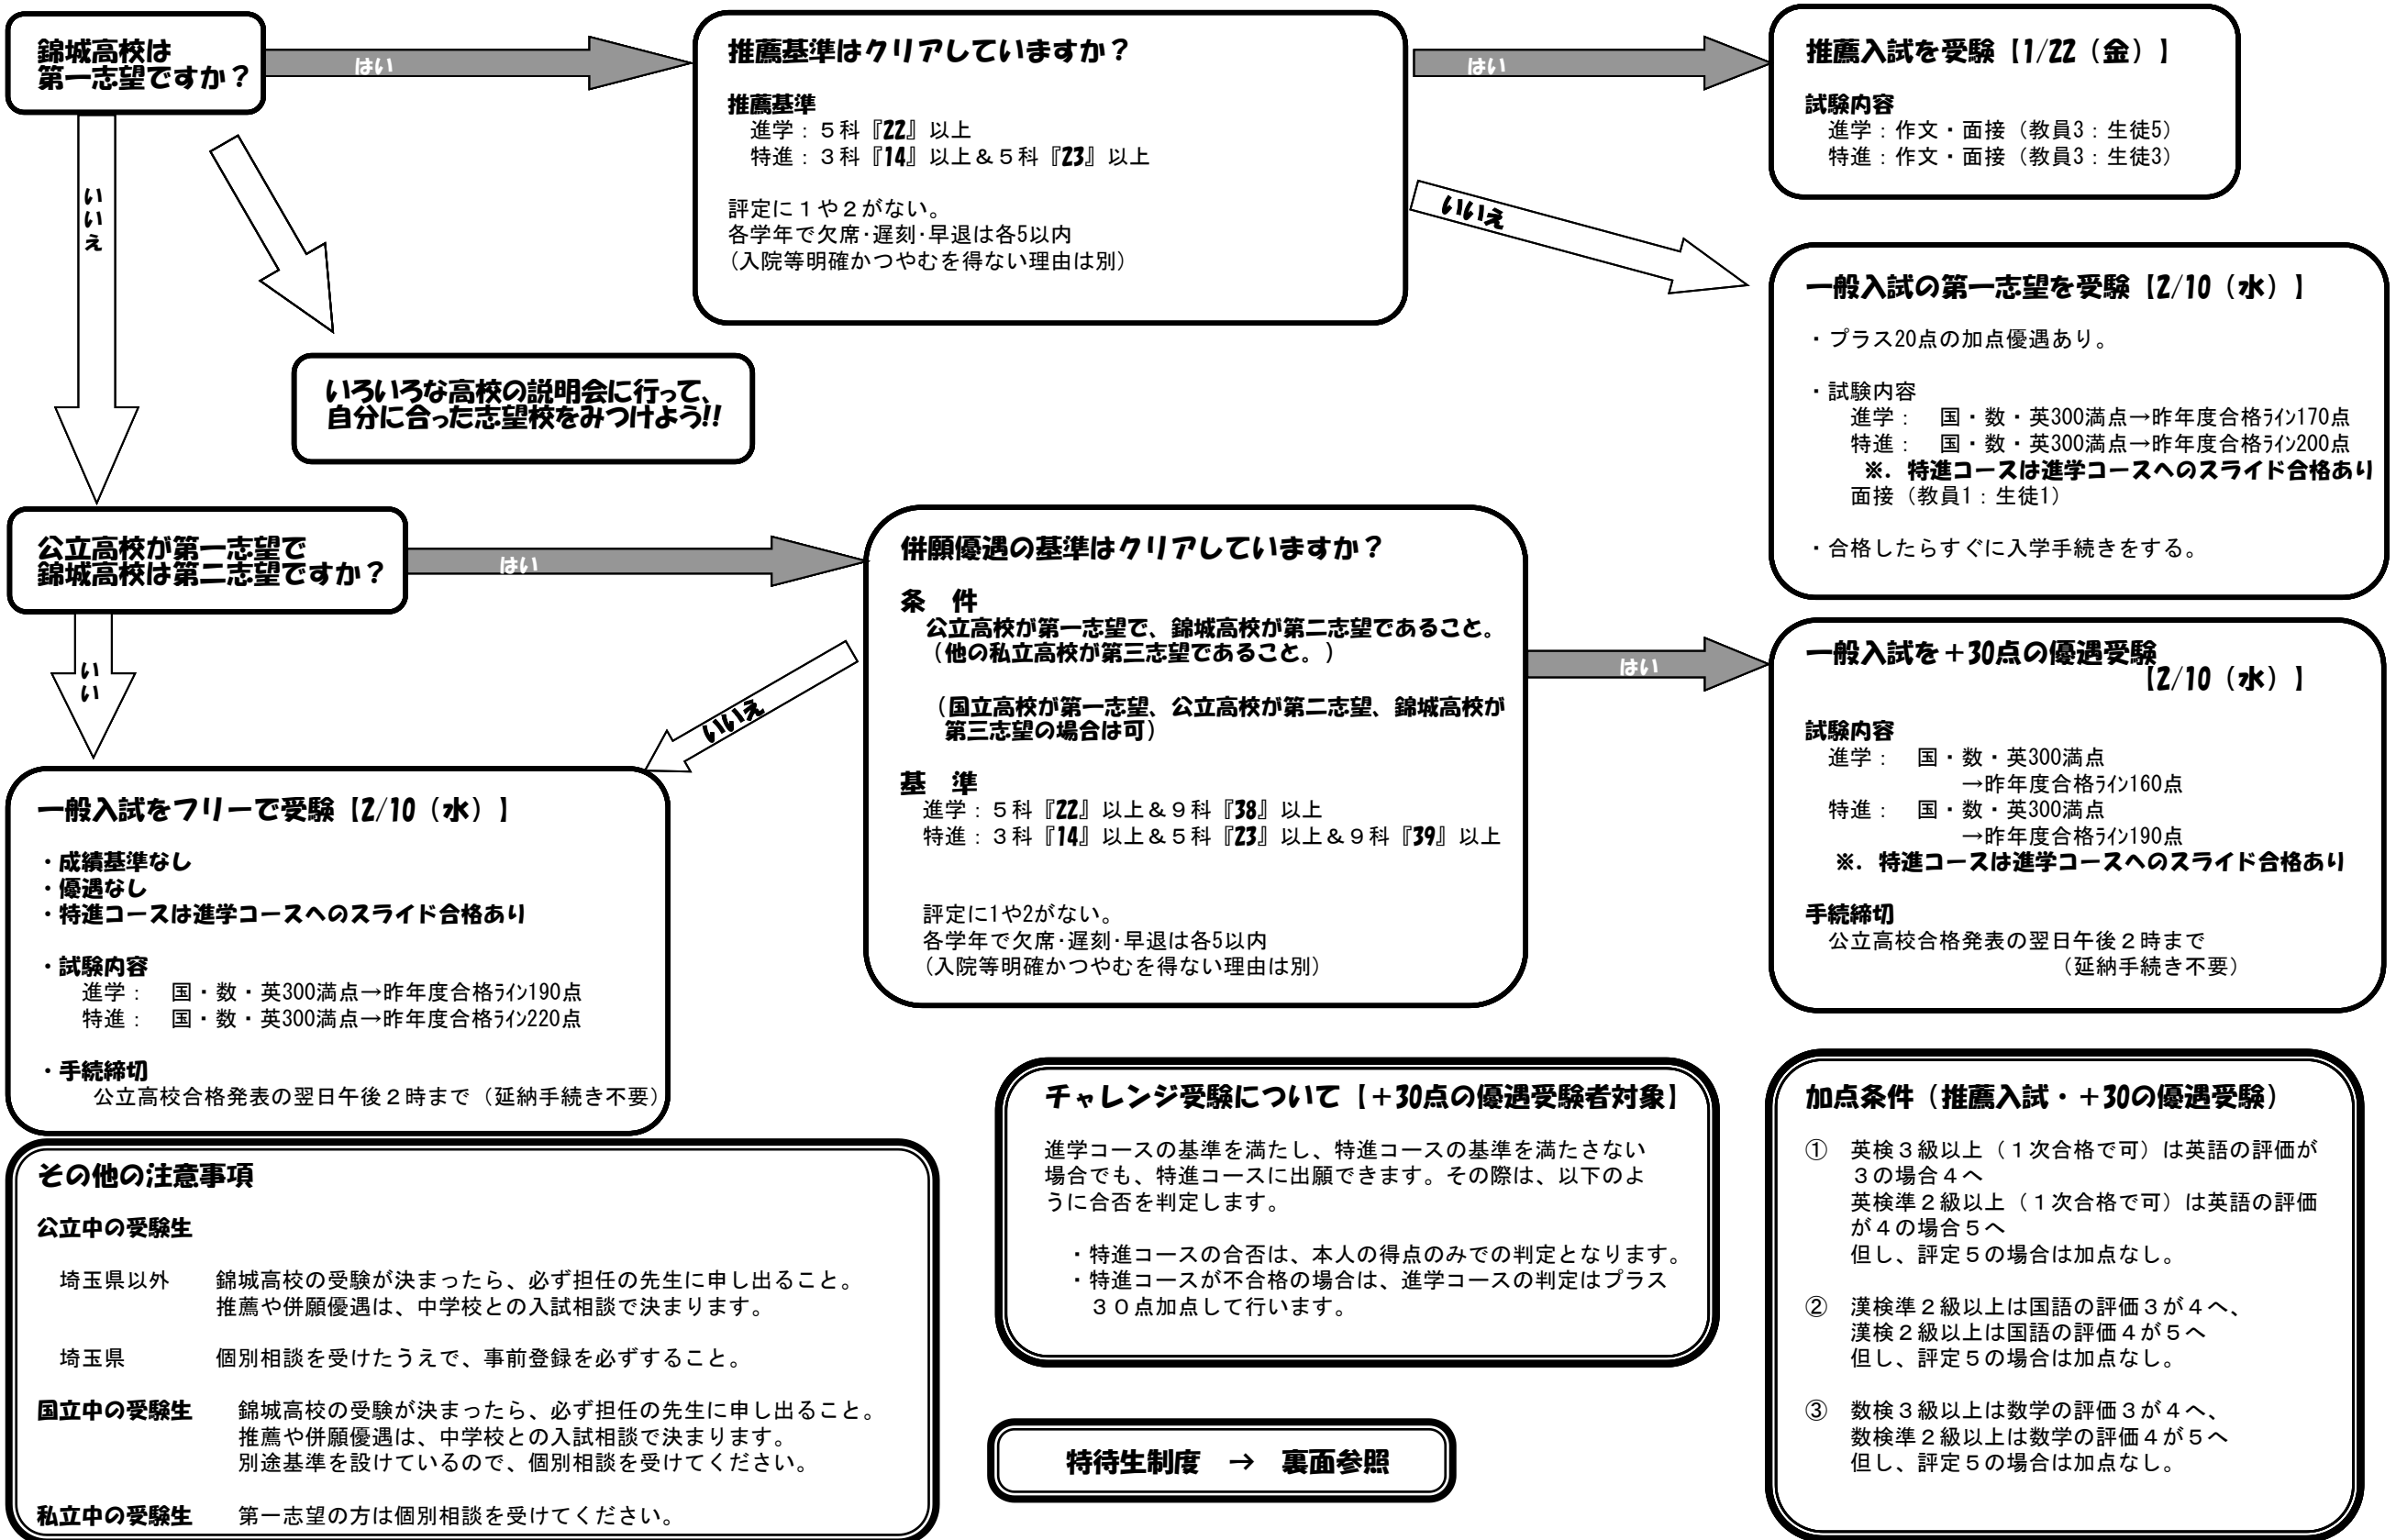 錦城高校は
第一志望ですか？
はい
推薦基準はクリアしていますか？
推薦基準
進学：５科『22』以上
特進：３科『14』以上＆５科『23』以上
評定に１や２がない。
各学年で欠席･遅刻･早退は各5以内
(入院等明確かつやむを得ない理由は別)
はい
推薦入試を受験【1/22（金）】
試験内容
進学：作文・面接（教員3：生徒5）
特進：作文・面接（教員3：生徒3）
いいえ
一般入試の第一志望を受験【2/10（水）】
・プラス20点の加点優遇あり。
・試験内容
進学：　国・数・英300満点→昨年度合格ﾗｲﾝ170点
特進：　国・数・英300満点→昨年度合格ﾗｲﾝ200点
※．特進コースは進学コースへのスライド合格あり
面接（教員1：生徒1）
・合格したらすぐに入学手続きをする。
いいえ
いろいろな高校の説明会に行って、
自分に合った志望校をみつけよう!!
公立高校が第一志望で
錦城高校は第二志望ですか？
はい
併願優遇の基準はクリアしていますか？
条　件
公立高校が第一志望で、錦城高校が第二志望であること。
（他の私立高校が第三志望であること。）
（国立高校が第一志望、公立高校が第二志望、錦城高校が
第三志望の場合は可）
基　準
進学：５科『22』以上＆９科『38』以上
特進：３科『14』以上＆５科『23』以上＆９科『39』以上
評定に1や2がない。
各学年で欠席･遅刻･早退は各5以内
(入院等明確かつやむを得ない理由は別)
はい
一般入試を＋30点の優遇受験
【2/10（水）】
試験内容
進学：　国・数・英300満点
→昨年度合格ﾗｲﾝ160点
特進：　国・数・英300満点
→昨年度合格ﾗｲﾝ190点
※．特進コースは進学コースへのスライド合格あり
手続締切
公立高校合格発表の翌日午後２時まで
（延納手続き不要）
いい
いいえ
一般入試をフリーで受験【2/10（水）】
・成績基準なし
・優遇なし
・特進コースは進学コースへのスライド合格あり
・試験内容
進学：　国・数・英300満点→昨年度合格ﾗｲﾝ190点
特進：　国・数・英300満点→昨年度合格ﾗｲﾝ220点
・手続締切
公立高校合格発表の翌日午後２時まで（延納手続き不要）
その他の注意事項
公立中の受験生
埼玉県以外　錦城高校の受験が決まったら、必ず担任の先生に申し出ること。
推薦や併願優遇は、中学校との入試相談で決まります。
埼玉県　個別相談を受けたうえで、事前登録を必ずすること。
国立中の受験生　錦城高校の受験が決まったら、必ず担任の先生に申し出ること。
推薦や併願優遇は、中学校との入試相談で決まります。
別途基準を設けているので、個別相談を受けてください。
私立中の受験生　第一志望の方は個別相談を受けてください。
チャレンジ受験について【＋30点の優遇受験者対象】
進学コースの基準を満たし、特進コースの基準を満たさない
場合でも、特進コースに出願できます。その際は、以下のよ
うに合否を判定します。
・特進コースの合否は、本人の得点のみでの判定となります。
・特進コースが不合格の場合は、進学コースの判定はプラス
３０点加点して行います。
特待生制度　→　裏面参照
加点条件（推薦入試・＋30の優遇受験）
①　英検３級以上（１次合格で可）は英語の評価が
３の場合４へ
英検準２級以上（１次合格で可）は英語の評価
が４の場合５へ
但し、評定５の場合は加点なし。
②　漢検準２級以上は国語の評価３が４へ、
漢検２級以上は国語の評価４が５へ
但し、評定５の場合は加点なし。
③　数検３級以上は数学の評価３が４へ、
数検準２級以上は数学の評価４が５へ
但し、評定５の場合は加点なし。